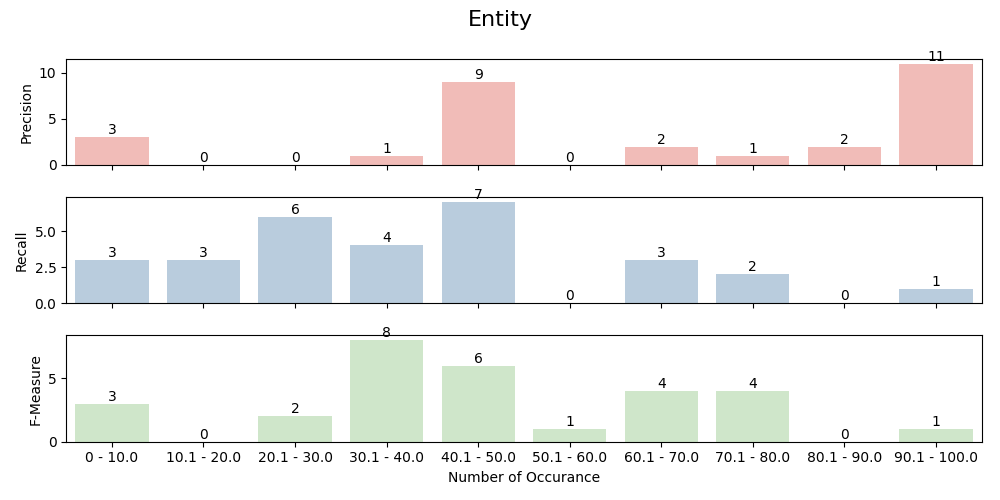 Entity
Precision
10
5
0
3
0
0
1
9
0
2
1
2
11
Recall
5.0
2.5
0.0
3
3
6
4
7
0
3
2
0
1
F-Measure
5
0
3
0
2
8
6
1
4
4
0
1
0 - 10.0
10.1 - 20.0
20.1 - 30.0
30.1 - 40.0
40.1 - 50.0
50.1 - 60.0
60.1 - 70.0
70.1 - 80.0
80.1 - 90.0
90.1 - 100.0
Number of Occurance